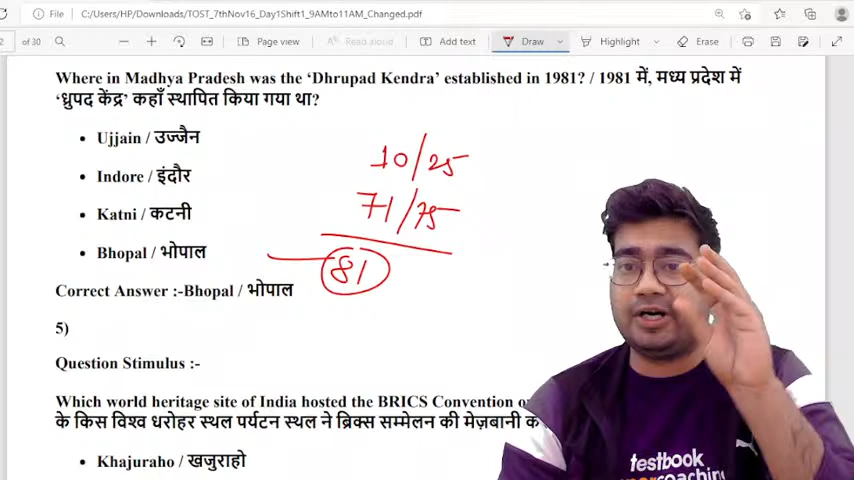 C:/Users/HP/Downloads/TOST_7thNov16_Day1Shift1_9AMto11AM_Changed.pdf
2 of 30 Read aloud Add text Draw Highlight Erase
Where in Madhya Pradesh was the ‘Dhrupad Kendra’ established in 1981? / 1981 में, मध्य प्रदेश में
‘ध्रुपद केंद्र’ कहाँ स्थापित किया गया था?
• Ujjain / उज्जैन
• Indore / इंदौर
• Katni / कटनी
• Bhopal / भोपाल
10/25
71/75
81
Correct Answer :-Bhopal / भोपाल
5)
Question Stimulus :-
Which world heritage site of India hosted the BRICS Convention
के किस विश्व धरोहर स्थल पर्यटन स्थल ने ब्रिक्स सम्मेलन की मेज़बानी
• Khajuraho / खजुराहो
testbook
supercoaching